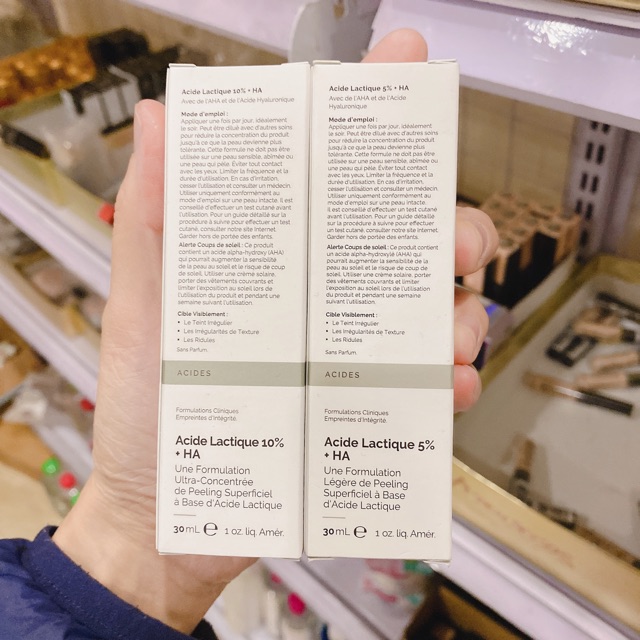 Acide Lactique 10% + HA
Avec de l'AHA et de l'Acide Hyaluronique
Mode d'emploi :
Appliquer une fois par jour, idéalement
le soir. Peut être dilué avec d'autres soins
pour réduire la concentration du produit
jusqu'à ce que la peau devienne plus
tolérante. Cette formule ne doit pas être
utilisée sur une peau sensible, abîmée ou
une peau qui pèle. Éviter tout contact
avec les yeux. Limiter la fréquence et la
durée d'utilisation. En cas d'irritation,
cesser l'utilisation et consulter un médecin.
Utiliser uniquement conformément au
mode d'emploi sur une peau intacte. Il
est conseillé d'effectuer un test cutané avant
l'utilisation. Pour un guide détaillé sur la
procédure à suivre pour effectuer un test
cutané, consulter notre site Internet.
Garder hors de portée des enfants.
Alerte Coups de soleil : Ce produit
contient un acide alpha-hydroxy (AHA) qui
pourrait augmenter la sensibilité
de la peau au soleil et le risque de coup
de soleil. Utiliser une crème solaire,
porter des vêtements couvrants et limiter
l'exposition au soleil lors de
l'utilisation du produit et pendant une
semaine suivant l'utilisation.
Cible Visiblement :
• Le Teint Irrégulier
• Les Irrégularités de Texture
• Les Ridules
Sans Parfum.
ACIDES
Formulations Cliniques
Empreintes d'Intégrité.
Acide Lactique 10%
+ HA
Une Formulation
Ultra-Concentrée
de Peeling Superficiel
à Base d'Acide Lactique
30 mL e 1 oz. liq. Amér.
Acide Lactique 5% + HA
Avec de l'AHA et de l'Acide
Hyaluronique
Mode d'emploi :
Appliquer une fois par jour, idéalement
le soir. Peut être dilué avec d'autres soins
pour réduire la concentration du produit
jusqu'à ce que la peau devienne plus
tolérante. Cette formule ne doit pas être
utilisée sur une peau sensible, abîmée
ou une peau qui pèle. Éviter tout contact
avec les yeux. Limiter la fréquence et la
durée d'utilisation. En cas d'irritation,
cesser l'utilisation et consulter un médecin.
Utiliser uniquement conformément au
mode d'emploi sur peau intacte. Il est
conseillé d'effectuer un test cutané avant
l'utilisation. Pour un guide détaillé sur la
procédure à suivre pour effectuer un test
cutané, consulter notre site Internet.
Garder hors de portée des enfants.
Alerte Coups de soleil : Ce produit contient
un acide alpha-hydroxylé (AHA) qui
pourrait augmenter la sensibilité de la
peau au soleil et le risque de coup de
soleil. Utiliser une crème solaire, porter
des vêtements couvrants et limiter
l'exposition au soleil lors de l'utilisation
du produit et pendant une semaine
suivant l'utilisation.
Cible Visiblement :
• Le Teint Irrégulier
• Les Irrégularités de Texture
• Les Ridules
Sans Parfum.
ACIDES
Formulations Cliniques
Empreintes d'Intégrité.
Acide Lactique 5%
+ HA
Une Formulation
Légère de Peeling
Superficiel à Base
d'Acide Lactique
30 mL e 1 oz. liq. Amér.